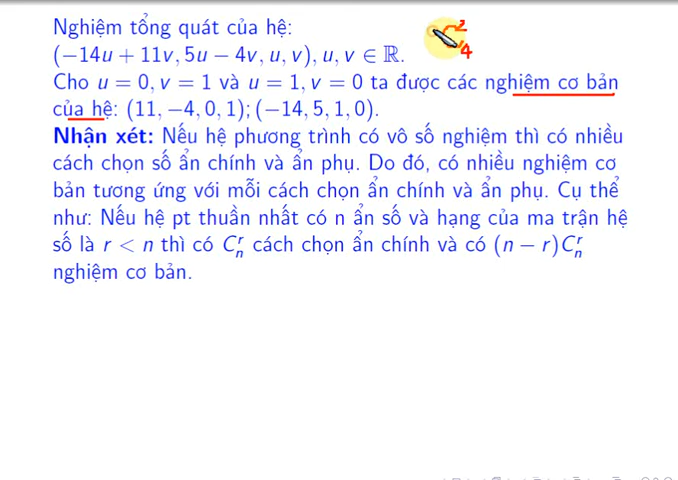 Nghiệm tổng quát của hệ:
(−14u + 11v, 5u − 4v, u, v), u, v ∈ ℝ.
Cho u = 0, v = 1 và u = 1, v = 0 ta được các nghiệm cơ bản
của hệ: (11, −4, 0, 1); (−14, 5, 1, 0).
Nhận xét: Nếu hệ phương trình có vô số nghiệm thì có nhiều
cách chọn số ẩn chính và ẩn phụ. Do đó, có nhiều nghiệm cơ
bản tương ứng với mỗi cách chọn ẩn chính và ẩn phụ. Cụ thể
như: Nếu hệ pt thuần nhất có n ẩn số và hạng của ma trận hệ
số là r < n thì có Cₙʳ cách chọn ẩn chính và có (n − r)Cₙʳ
nghiệm cơ bản.